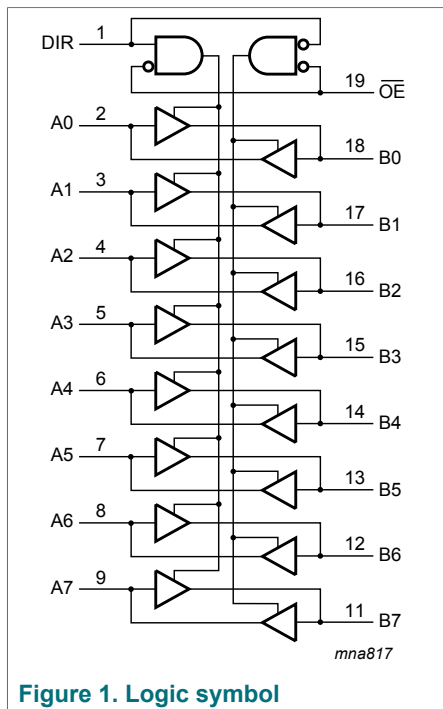 DIR 1
19 OE
A0 2
18 B0
A1 3
17 B1
A2 4
16 B2
A3 5
15 B3
A4 6
14 B4
A5 7
13 B5
A6 8
12 B6
A7 9
11 B7
mna817
Figure 1. Logic symbol